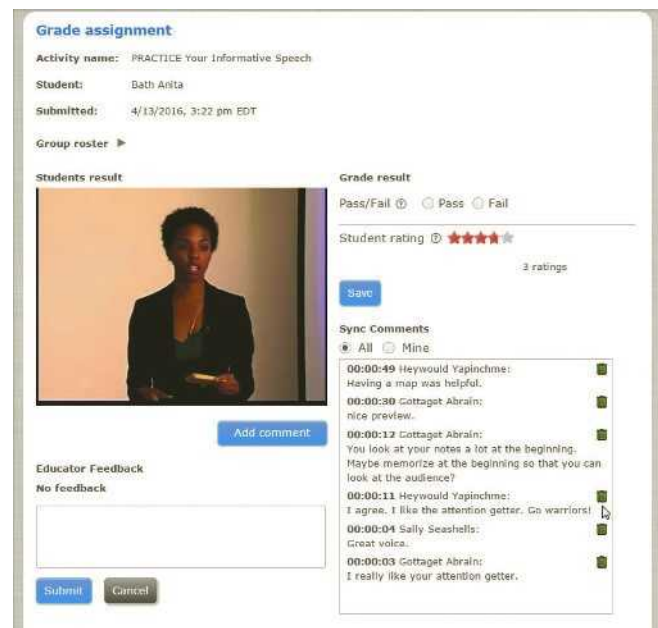 Grade assignment
Activity name: PRACTICE Your Informative Speech
Student: Bath Anita
Submitted: 4/13/2016, 3:22 pm EDT
Group roster
Students result
Add comment
Educator Feedback
No feedback
Submit Cancel
Grade result
Pass/Fail ? Pass Fail
Student rating ?
3 ratings
Save
Sync Comments
All Mine
00:00:49 Heywould Yapinchme:
Having a map was helpful.
00:00:30 Gottaget Abrain:
nice preview.
00:00:12 Gottaget Abrain:
You look at your notes a lot at the beginning.
Maybe memorize at the beginning so that you can
look at the audience?
00:00:11 Heywould Yapinchme:
I agree. I like the attention getter. Go warriors!
00:00:04 Sally Seashells:
Great voice.
00:00:03 Gottaget Abrain:
I really like your attention getter.